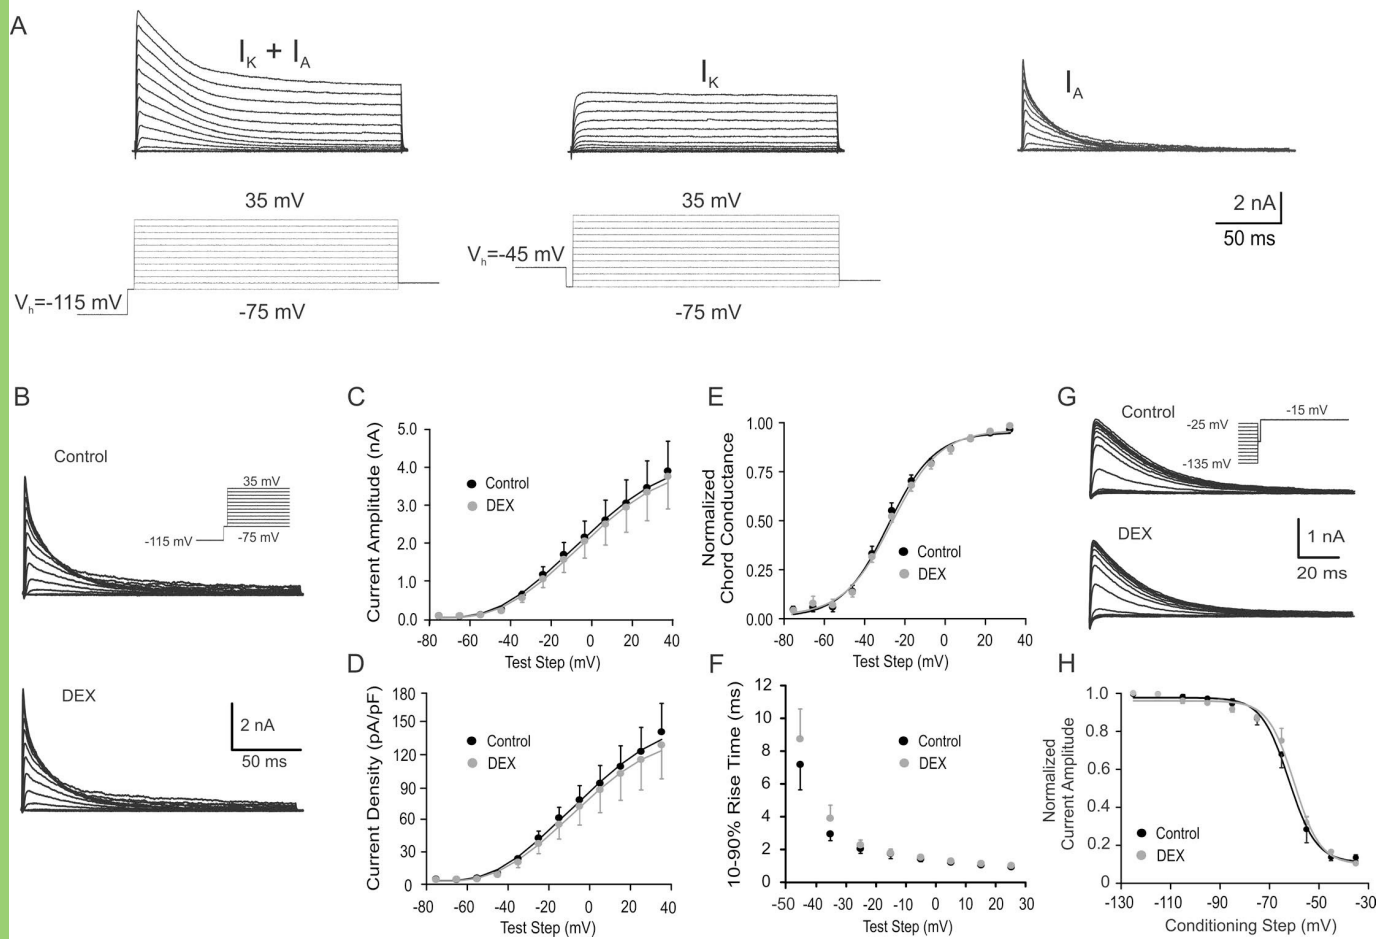 A
I_K + I_A
I_K
I_A
35 mV
35 mV
2 nA
50 ms
V_h=-45 mV
V_h=-115 mV
-75 mV
-75 mV
B
Control
35 mV
-115 mV
-75 mV
DEX
2 nA
50 ms
C
Current Amplitude (nA)
5.0
4.0
3.0
2.0
1.0
0.0
Control
DEX
-80 -60 -40 -20 0 20 40
Test Step (mV)
D
Current Density (pA/pF)
180
150
120
90
60
30
0
Control
DEX
-80 -60 -40 -20 0 20 40
Test Step (mV)
E
Normalized
Chord Conductance
1.00
0.75
0.50
0.25
0.00
Control
DEX
-80 -60 -40 -20 0 20 40
Test Step (mV)
F
10-90% Rise Time (ms)
12
10
8
6
4
2
0
Control
DEX
-50 -40 -30 -20 -10 0 10 20 30
Test Step (mV)
G
Control
-25 mV
-15 mV
-135 mV
DEX
1 nA
20 ms
H
Normalized
Current Amplitude
1.0
0.8
0.6
0.4
0.2
0
Control
DEX
-130 -110 -90 -70 -50 -30
Conditioning Step (mV)